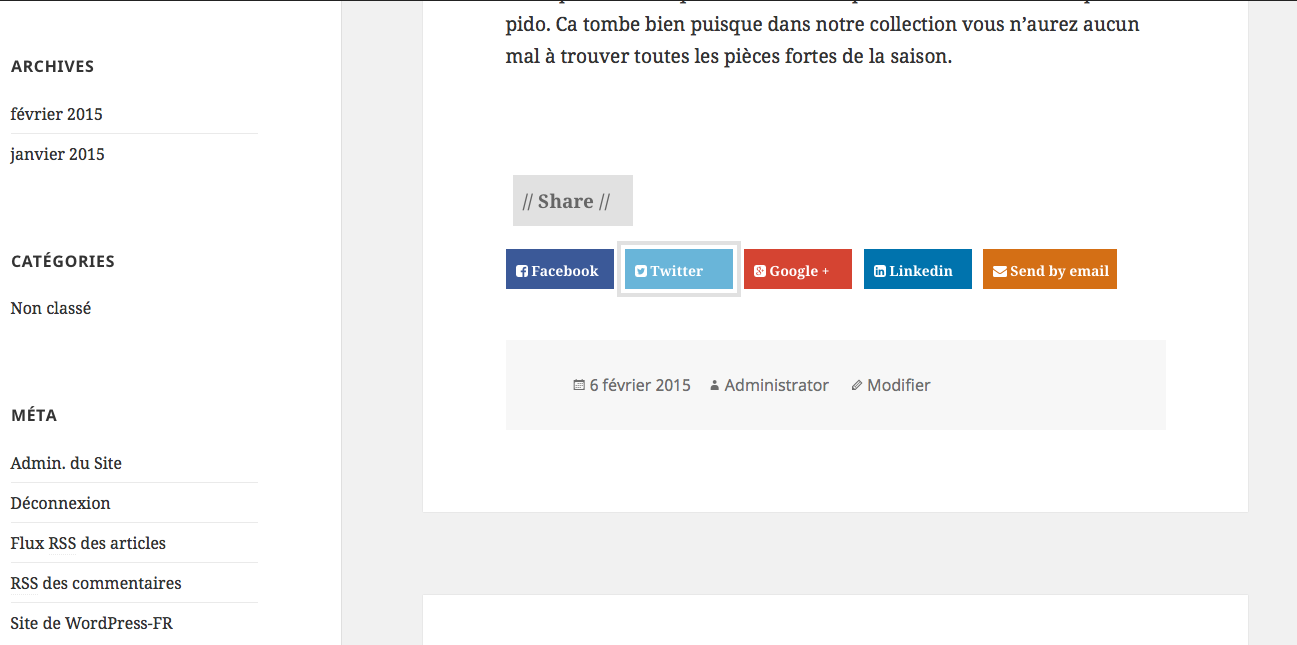 ARCHIVES
février 2015
janvier 2015
CATÉGORIES
Non classé
MÉTA
Admin. du Site
Déconnexion
Flux RSS des articles
RSS des commentaires
Site de WordPress-FR
pido. Ca tombe bien puisque dans notre collection vous n’aurez aucun
mal à trouver toutes les pièces fortes de la saison.
// Share //
Facebook Twitter Google + Linkedin Send by email
6 février 2015 Administrator Modifier